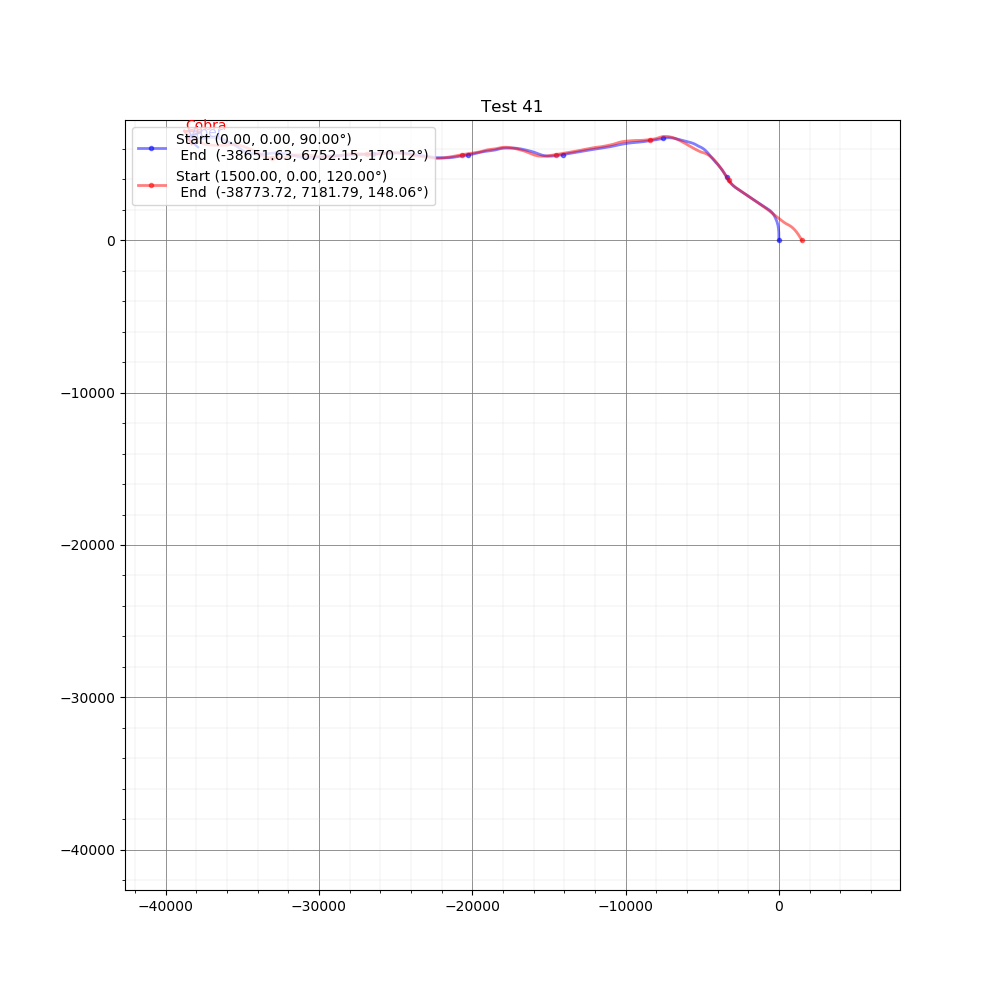 Test 41
Cobra
Start (0.00, 0.00, 90.00°)
End (-38651.63, 6752.15, 170.12°)
Start (1500.00, 0.00, 120.00°)
End (-38773.72, 7181.79, 148.06°)
0
−10000
−20000
−30000
−40000
−40000 −30000 −20000 −10000 0